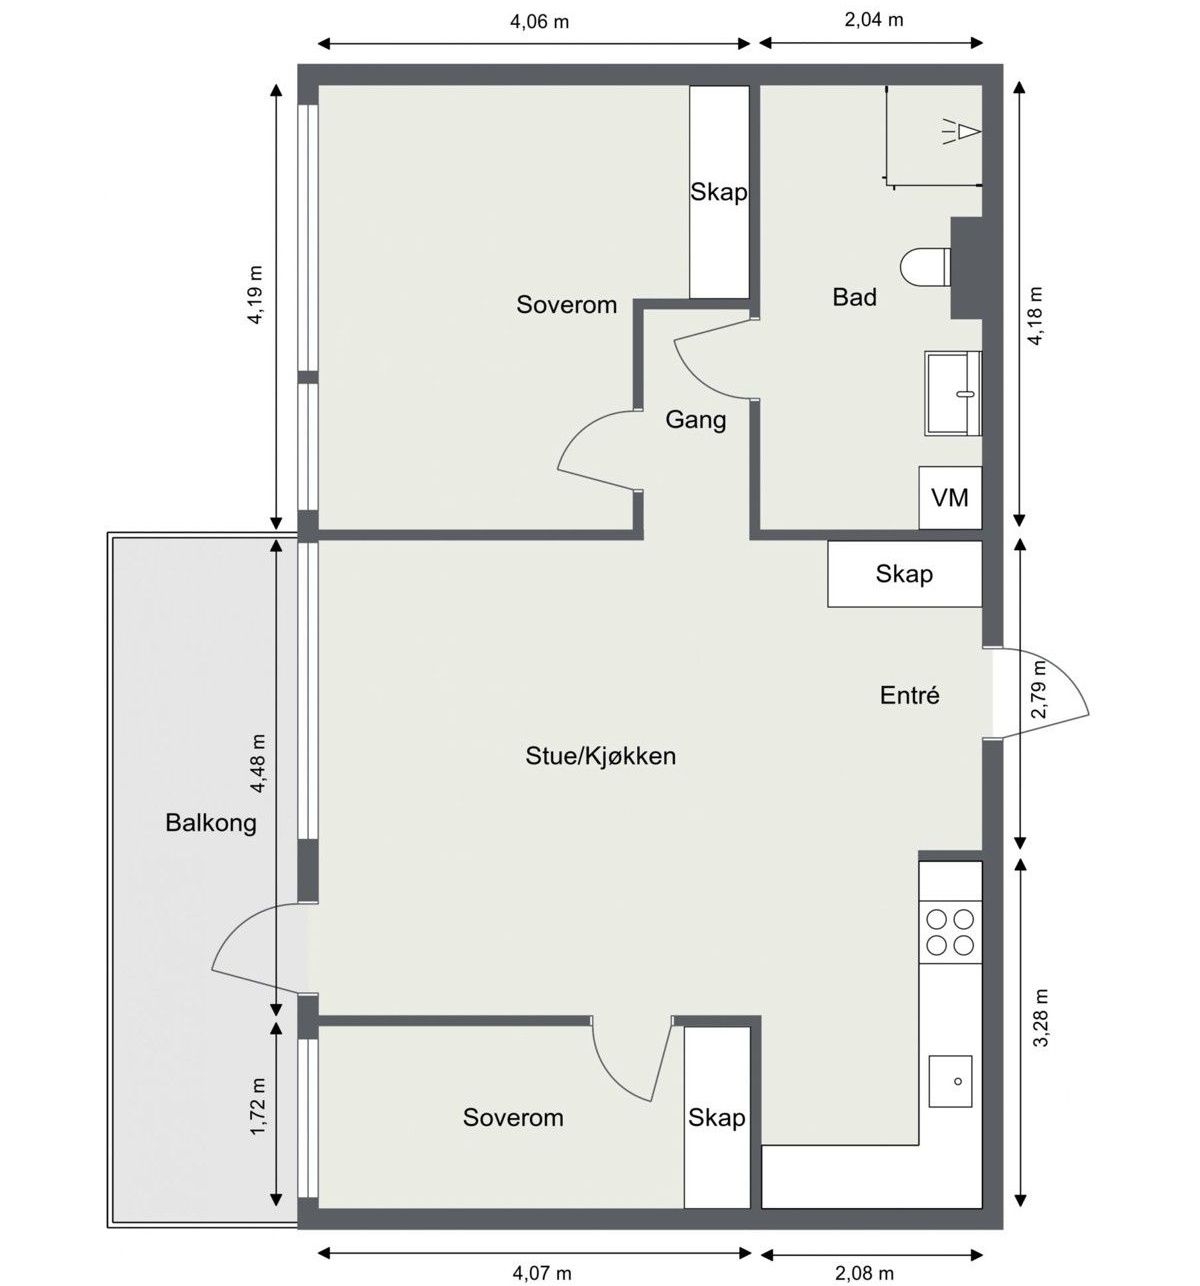 4,06 m
2,04 m
Skap
4,19 m
Soverom
Bad
4,18 m
Gang
VM
Skap
2,79 m
Entré
Stue/Kjøkken
4,48 m
Balkong
3,28 m
1,72 m
Soverom
Skap
4,07 m
2,08 m